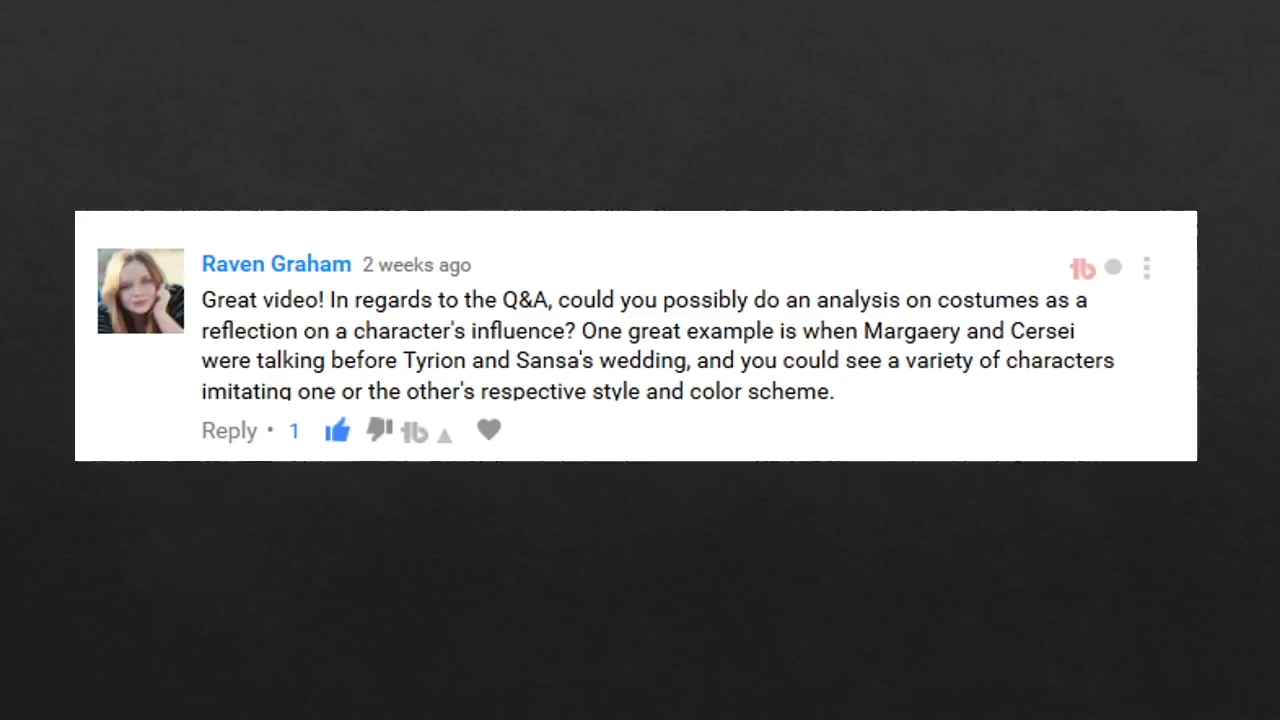 Raven Graham 2 weeks ago
Great video! In regards to the Q&A, could you possibly do an analysis on costumes as a
reflection on a character's influence? One great example is when Margaery and Cersei
were talking before Tyrion and Sansa's wedding, and you could see a variety of characters
imitating one or the other's respective style and color scheme.
Reply • 1